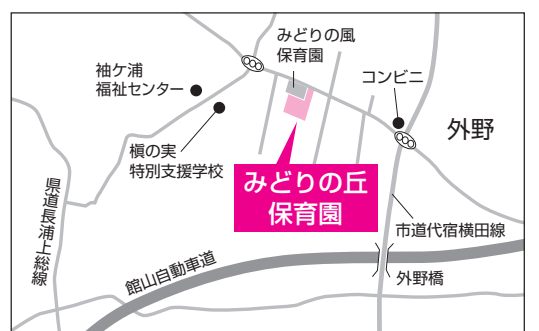 みどりの風
保育園
コンビニ
袖ケ浦
福祉センター
外野
槇の実
特別支援学校
みどりの丘
保育園
県道長浦上総線
市道代宿横田線
館山自動車道
外野橋